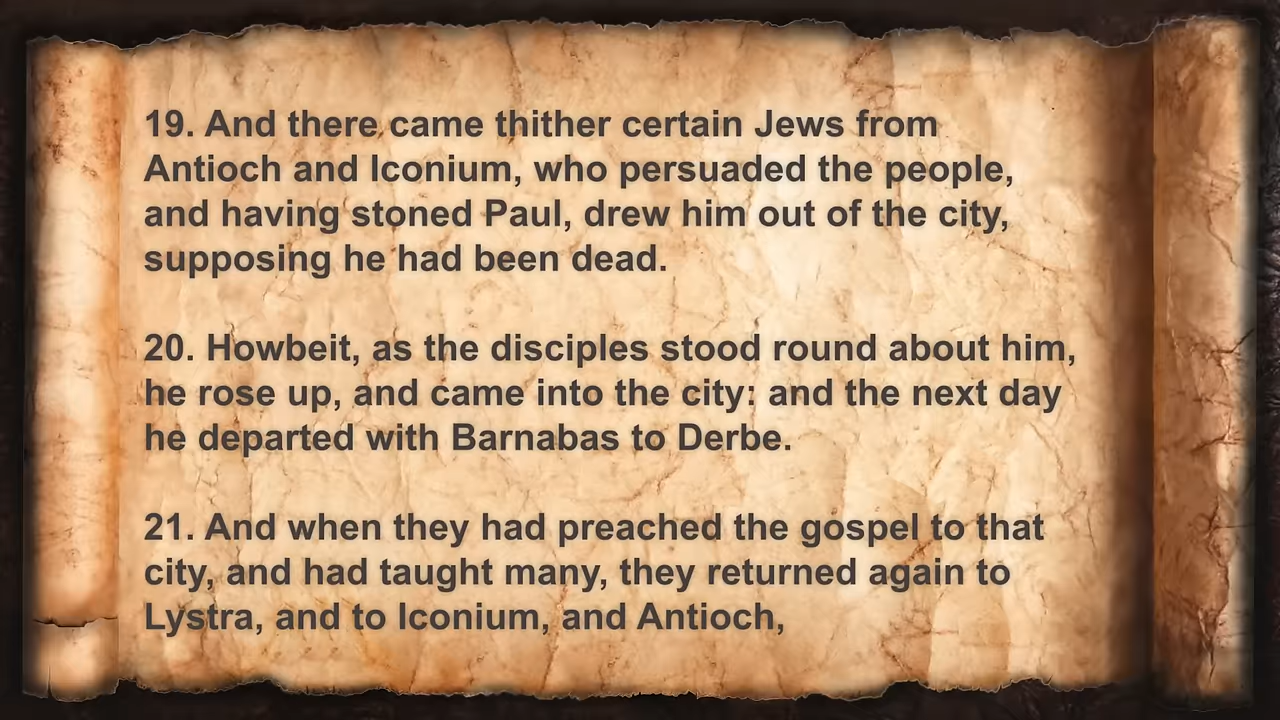 19. And there came thither certain Jews from
Antioch and Iconium, who persuaded the people,
and having stoned Paul, drew him out of the city,
supposing he had been dead.
20. Howbeit, as the disciples stood round about him,
he rose up, and came into the city: and the next day
he departed with Barnabas to Derbe.
21. And when they had preached the gospel to that
city, and had taught many, they returned again to
Lystra, and to Iconium, and Antioch,